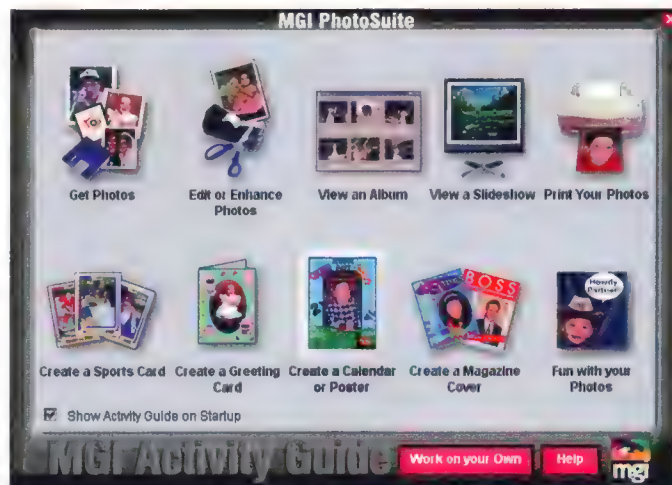 MGI PhotoSuite
Get Photos
Edit or Enhance
Photos
View an Album
View a Slideshow
Print Your Photos
BOSS
Howdy
Partner
Create a Sports Card
Create a Greeting
Card
Create a Calendar
or Poster
Create a Magazine
Cover
Fun with your
Photos
Show Activity Guide on Startup
MGI Activity Guide
Work on your Own
Help
mgi